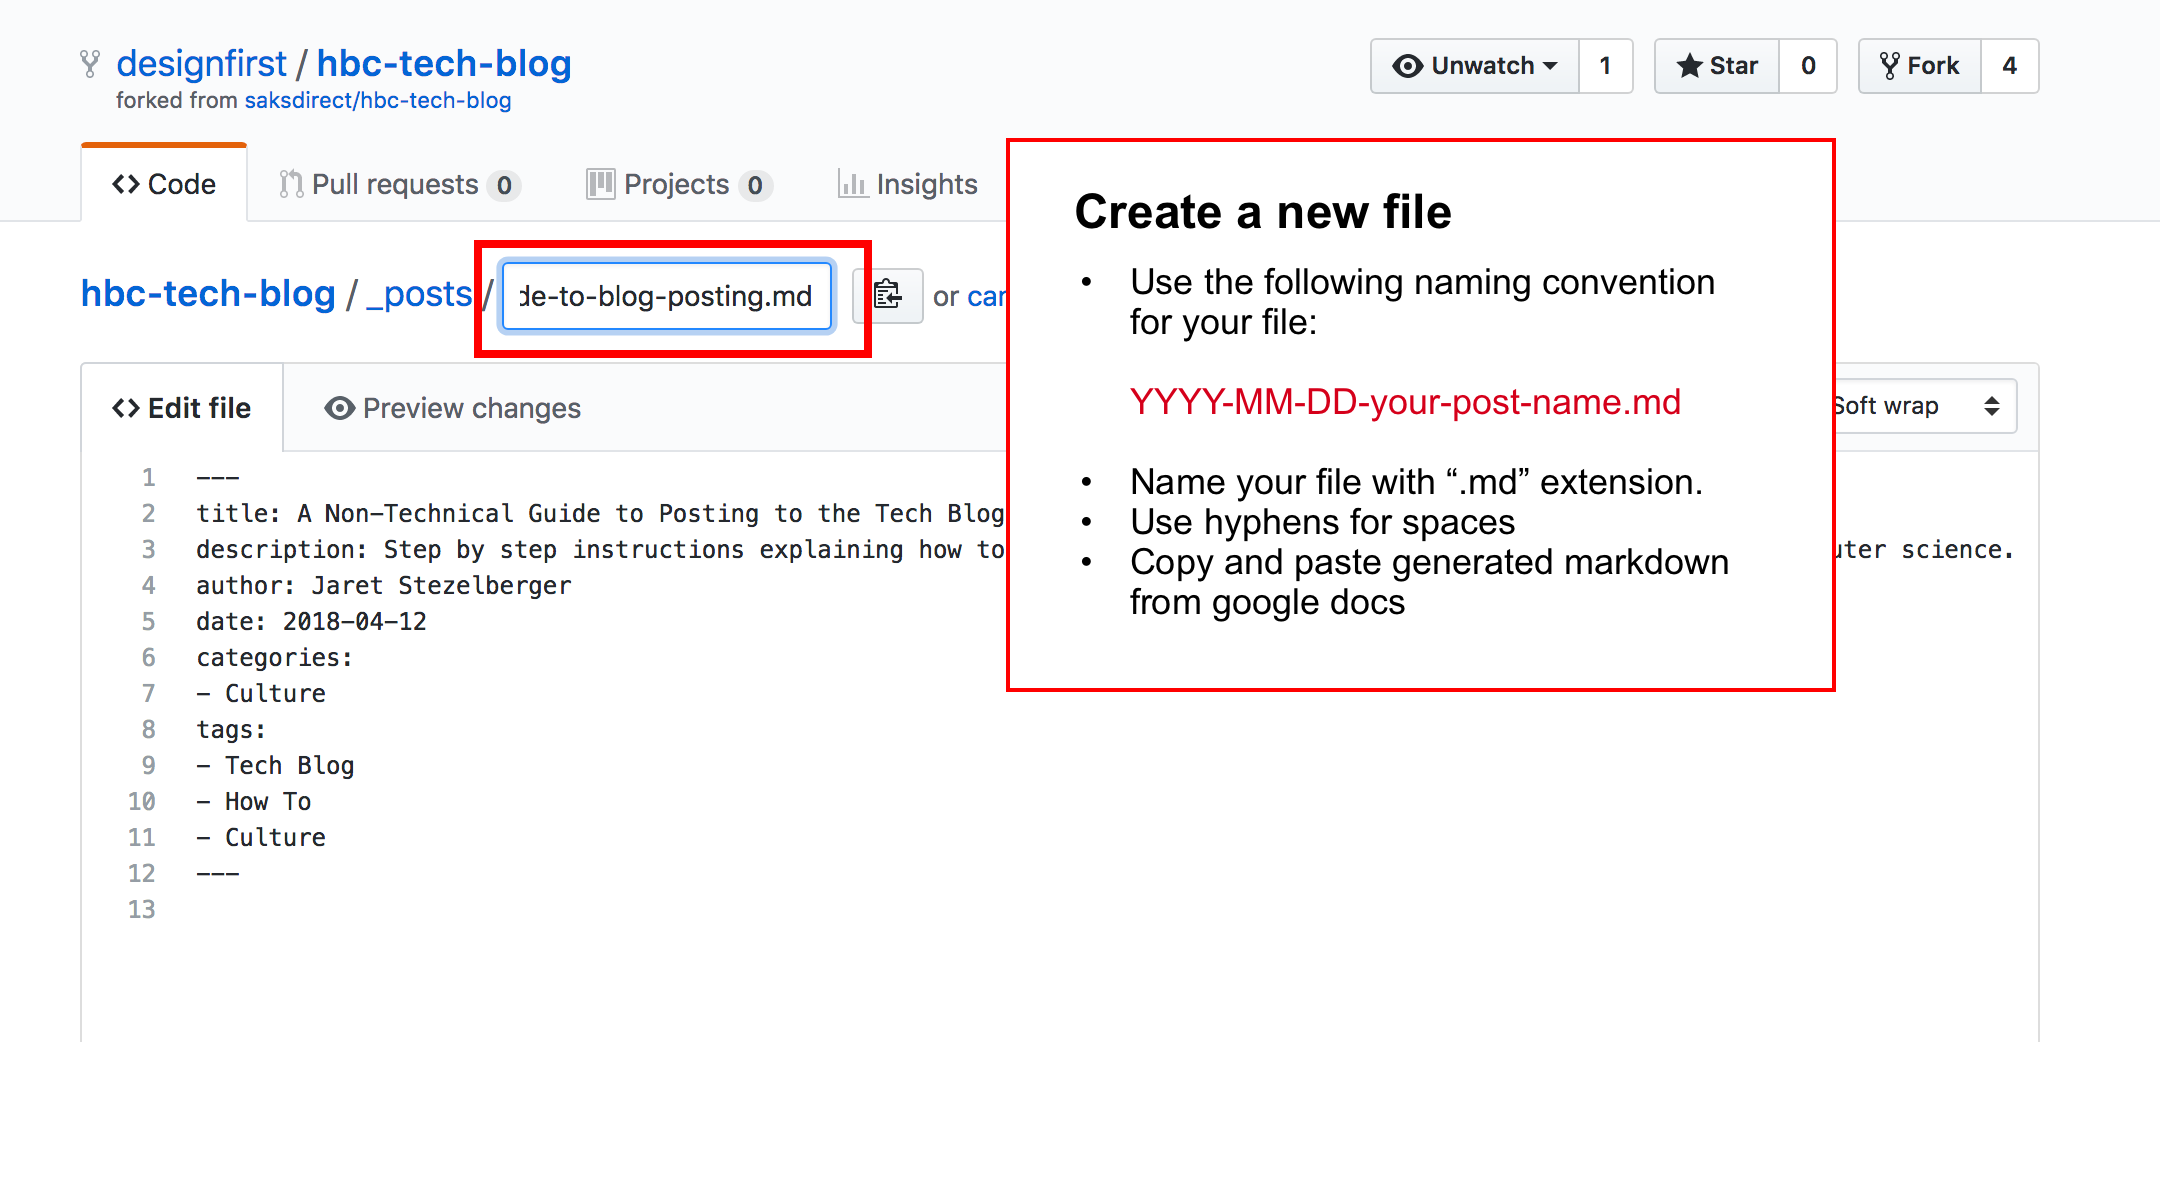 designfirst / hbc-tech-blog
forked from saksdirect/hbc-tech-blog
Unwatch 1
Star 0
Fork 4
Code
Pull requests 0
Projects 0
Insights
hbc-tech-blog / _posts / de-to-blog-posting.md or
Edit file
Preview changes
Soft wrap
1 ---
2 title: A Non-Technical Guide to Posting to the Tech Blog
3 description: Step by step instructions explaining how to science.
4 author: Jaret Stezelberger
5 date: 2018-04-12
6 categories:
7 - Culture
8 tags:
9 - Tech Blog
10 - How To
11 - Culture
12 ---
13
Create a new file
• Use the following naming convention
for your file:
YYYY-MM-DD-your-post-name.md
• Name your file with “.md” extension.
• Use hyphens for spaces
• Copy and paste generated markdown
from google docs